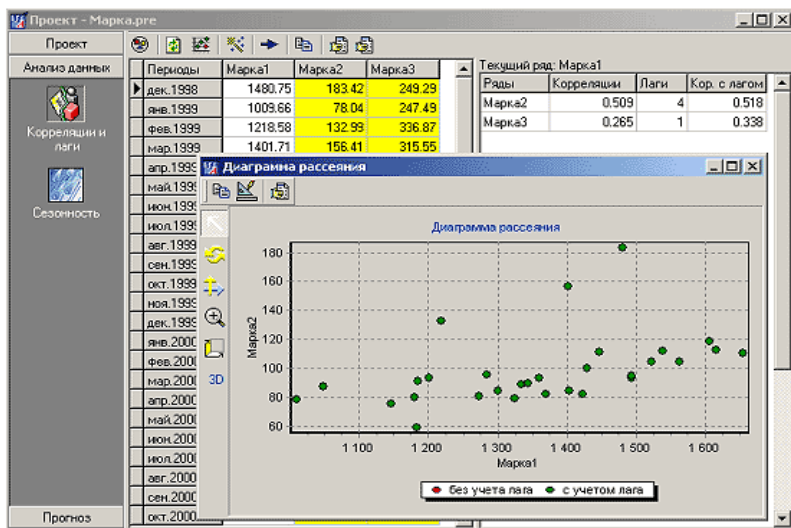 Проект - Марка.pre
Проект
Анализ данных
Корреляции и
лаги
Сезонность
Прогноз
Периоды Марка1 Марка2 Марка3
дек.1998 1480.75 183.42 249.29
янв.1999 1009.66 78.04 247.49
фев.1999 1218.58 132.99 336.87
мар.1999 1401.71 156.41 315.55
апр.1999
май.1999
июн.1999
июл.1999
авг.1999
сен.1999
окт.1999
ноя.1999
дек.1999
янв.2000
фев.2000
мар.2000
апр.2000
май.2000
июн.2000
июл.2000
авг.2000
сен.2000
окт.2000
Текущий ряд: Марка1
Ряды Корреляции Лаги Кор. с лагом
Марка2 0.509 4 0.518
Марка3 0.265 1 0.338
Диаграмма рассеяния
3D
Диаграмма рассеяния
Марка2
180
160
140
120
100
80
60
1 100 1 200 1 300 1 400 1 500 1 600
Марка1
без учета лага с учетом лага